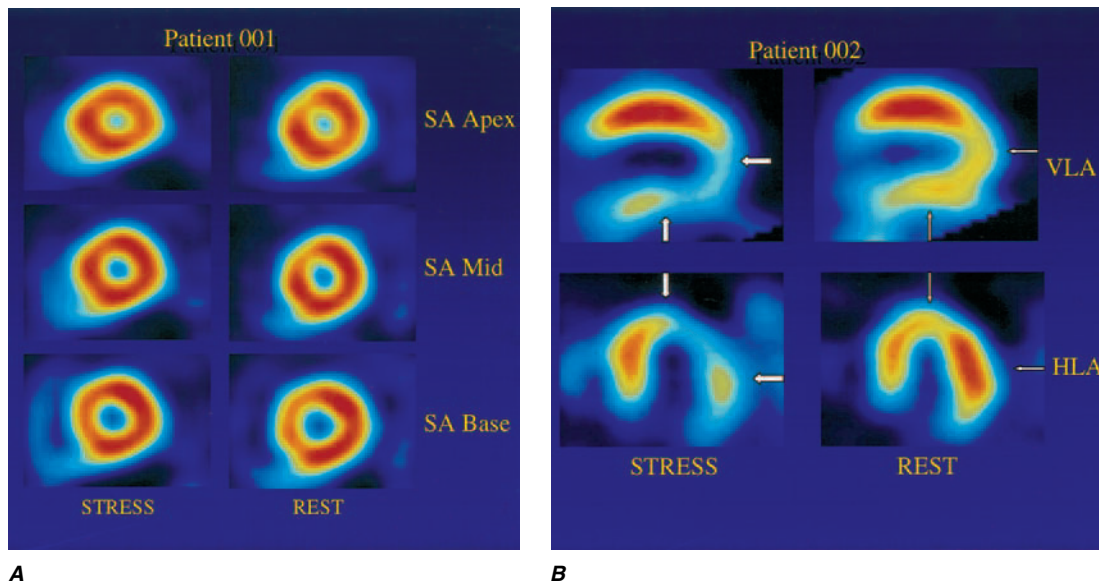 Patient 001
SA Apex
SA Mid
SA Base
STRESS REST
A
Patient 002
VLA
HLA
STRESS REST
B